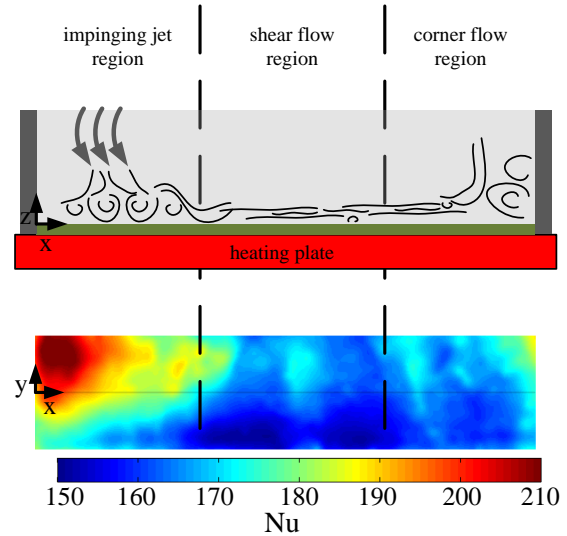 impinging jet
region
shear flow
region
corner flow
region
z
x
heating plate
y
x
150 160 170 180 190 200 210
Nu